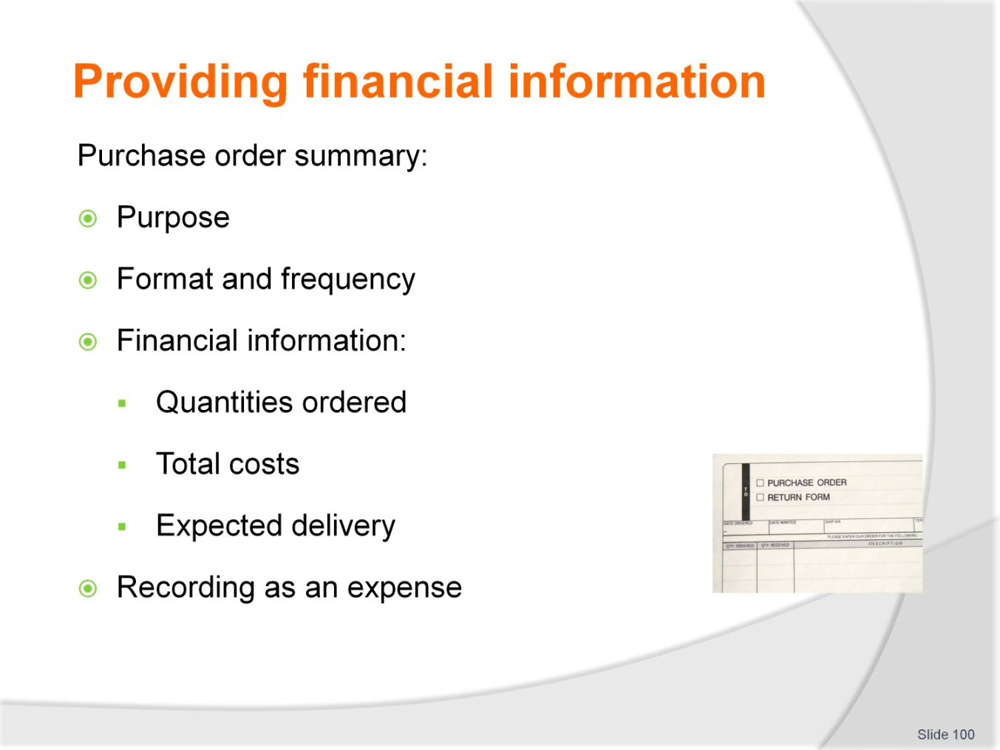 Providing financial information
Purchase order summary:
Purpose
Format and frequency
Financial information:
Quantities ordered
Total costs
Expected delivery
Recording as an expense
TO
PURCHASE ORDER
RETURN FORM
DATE ORDERED
DATE WANTED
SHIP VIA
TER
PLEASE ENTER OUR ORDER FOR THE FOLLOWING
QTY. ORDERED
QTY. RECEIVED
DESCRIPTION
Slide 100